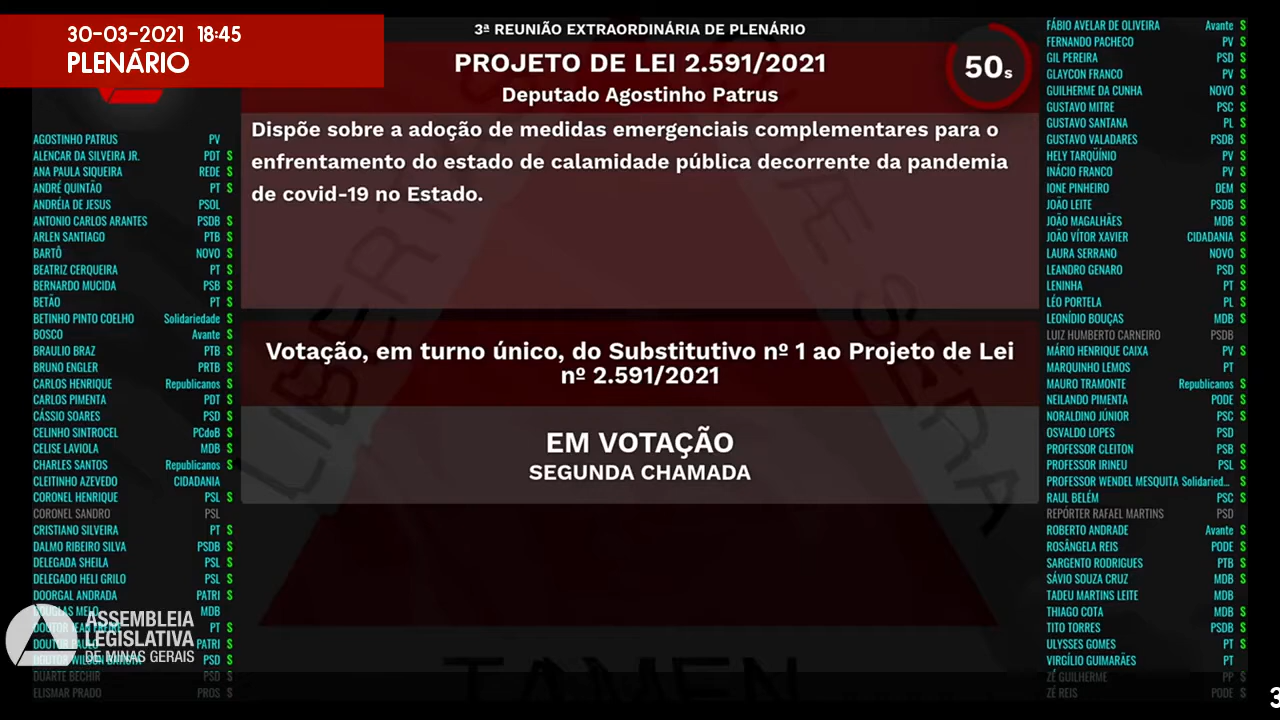 30-03-2021 18:45
PLENÁRIO
3ª REUNIÃO EXTRAORDINÁRIA DE PLENÁRIO
PROJETO DE LEI 2.591/2021
Deputado Agostinho Patrus
50s
Dispõe sobre a adoção de medidas emergenciais complementares para o
enfrentamento do estado de calamidade pública decorrente da pandemia
de covid-19 no Estado.
Votação, em turno único, do Substitutivo nº 1 ao Projeto de Lei
nº 2.591/2021
EM VOTAÇÃO
SEGUNDA CHAMADA
AGOSTINHO PATRUS PV
ALENCAR DA SILVEIRA JR. PDT S
ANA PAULA SIQUEIRA REDE S
ANDRÉ QUINTÃO PT S
ANDRÉIA DE JESUS PSOL
ANTONIO CARLOS ARANTES PSDB S
ARLEN SANTIAGO PTB S
BARTÔ NOVO S
BEATRIZ CERQUEIRA PT S
BERNARDO MUCIDA PSB S
BETÃO PT S
BETINHO PINTO COELHO Solidariedade S
BOSCO Avante S
BRAULIO BRAZ PTB S
BRUNO ENGLER PRTB S
CARLOS HENRIQUE Republicanos S
CARLOS PIMENTA PDT S
CÁSSIO SOARES PSD S
CELINHO SINTROCEL PCdoB S
CELISE LAVIOLA MDB S
CHARLES SANTOS Republicanos S
CLEITINHO AZEVEDO CIDADANIA
CORONEL HENRIQUE PSL S
CORONEL SANDRO PSL
CRISTIANO SILVEIRA PT S
DALMO RIBEIRO SILVA PSDB S
DELEGADA SHEILA PSL S
DELEGADO HELI GRILO PSL S
DOORGAL ANDRADA PATRI S
DOUGLAS MELO MDB
DOUTOR JEAN FREIRE PT S
DOUTOR PAULO PATRI S
DOUTOR WILSON BATISTA PSD S
DUARTE BECHIR PSD S
ELISMAR PRADO PROS S
ASSEMBLEIA
LEGISLATIVA
DE MINAS GERAIS
FÁBIO AVELAR DE OLIVEIRA Avante S
FERNANDO PACHECO PV S
GIL PEREIRA PSD S
GLAYCON FRANCO PV S
GUILHERME DA CUNHA NOVO S
GUSTAVO MITRE PSC S
GUSTAVO SANTANA PL S
GUSTAVO VALADARES PSDB S
HELY TARQÜÍNIO PV S
INÁCIO FRANCO PV S
IONE PINHEIRO DEM S
JOÃO LEITE PSDB S
JOÃO MAGALHÃES MDB S
JOÃO VÍTOR XAVIER CIDADANIA S
LAURA SERRANO NOVO S
LEANDRO GENARO PSD S
LENINHA PT S
LÉO PORTELA PL S
LEONÍDIO BOUÇAS MDB S
LUIZ HUMBERTO CARNEIRO PSDB
MÁRIO HENRIQUE CAIXA PV S
MARQUINHO LEMOS PT
MAURO TRAMONTE Republicanos S
NEILANDO PIMENTA PODE S
NORALDINO JÚNIOR PSC S
OSVALDO LOPES PSD
PROFESSOR CLEITON PSB S
PROFESSOR IRINEU PSL S
PROFESSOR WENDEL MESQUITA Solidaried... S
RAUL BELÉM PSC S
REPÓRTER RAFAEL MARTINS PSD
ROBERTO ANDRADE Avante S
ROSÂNGELA REIS PODE S
SARGENTO RODRIGUES PTB S
SÁVIO SOUZA CRUZ MDB S
TADEU MARTINS LEITE MDB
THIAGO COTA MDB S
TITO TORRES PSDB S
ULYSSES GOMES PT S
VIRGÍLIO GUIMARÃES PT
ZÉ GUILHERME PP S
ZÉ REIS PODE S
3